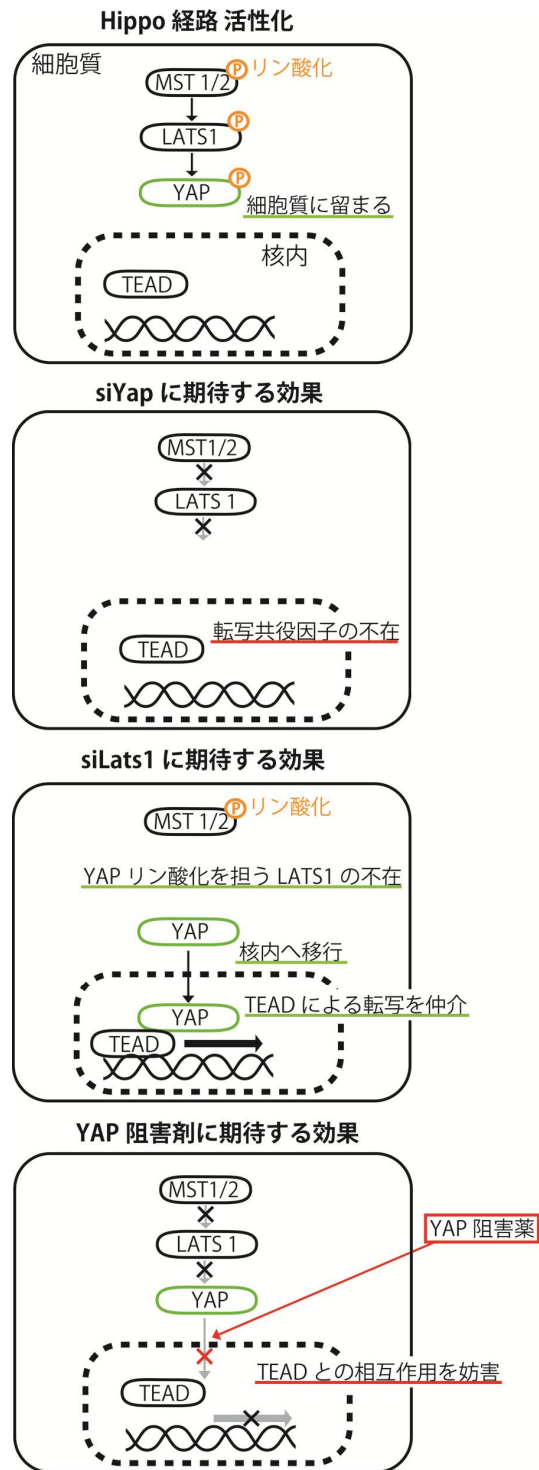 Hippo 経路 活性化
細胞質
MST 1/2
P リン酸化
LATS1
P
YAP
P
細胞質に留まる
核内
TEAD
siYap に期待する効果
MST1/2
LATS 1
転写共役因子の不在
TEAD
siLats1 に期待する効果
MST 1/2
P リン酸化
YAP リン酸化を担う LATS1 の不在
YAP
核内へ移行
YAP
TEAD による転写を仲介
TEAD
YAP 阻害剤に期待する効果
MST1/2
LATS 1
YAP 阻害薬
YAP
TEAD との相互作用を妨害
TEAD